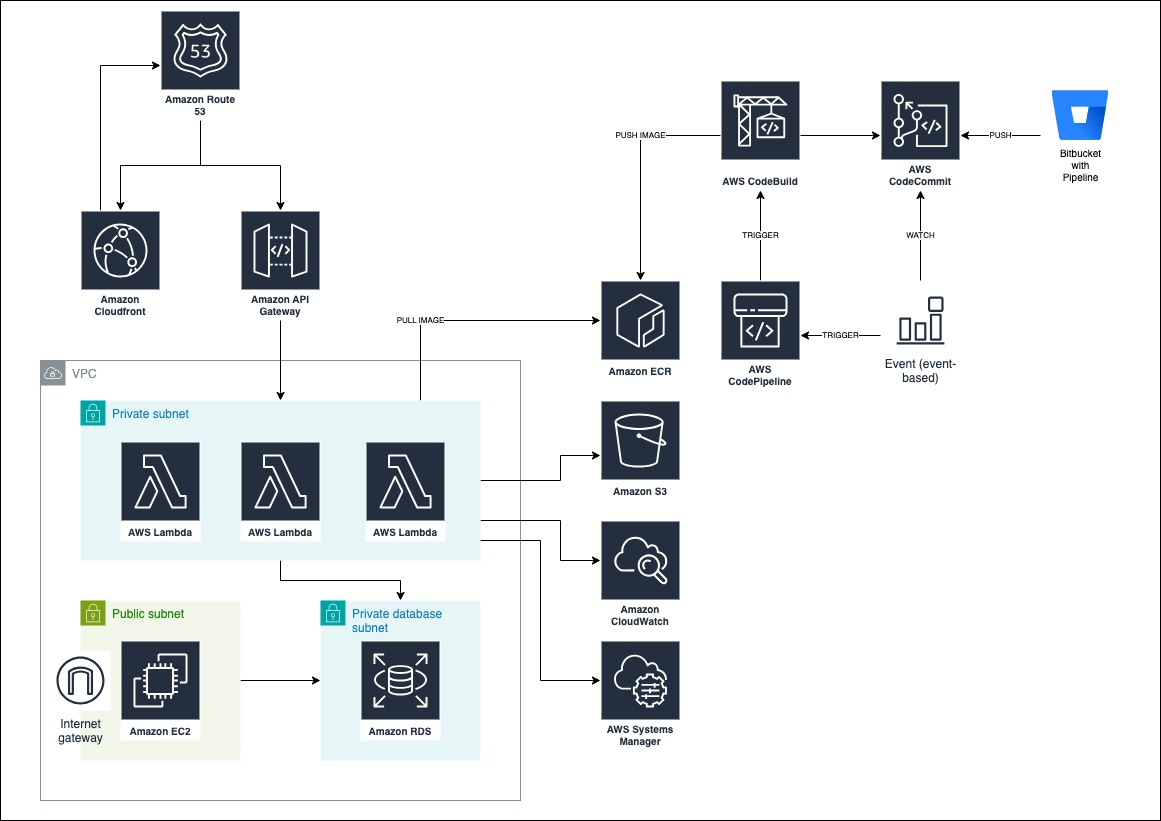 53
Amazon Route
53
Amazon
Cloudfront
Amazon API
Gateway
PUSH IMAGE
AWS CodeBuild
AWS
CodeCommit
PUSH
Bitbucket
with
Pipeline
TRIGGER
WATCH
PULL IMAGE
Amazon ECR
AWS
CodePipeline
TRIGGER
Event (event-
based)
VPC
Private subnet
AWS Lambda
AWS Lambda
AWS Lambda
Amazon S3
Amazon
CloudWatch
Public subnet
Internet
gateway
Amazon EC2
Private database
subnet
Amazon RDS
AWS Systems
Manager